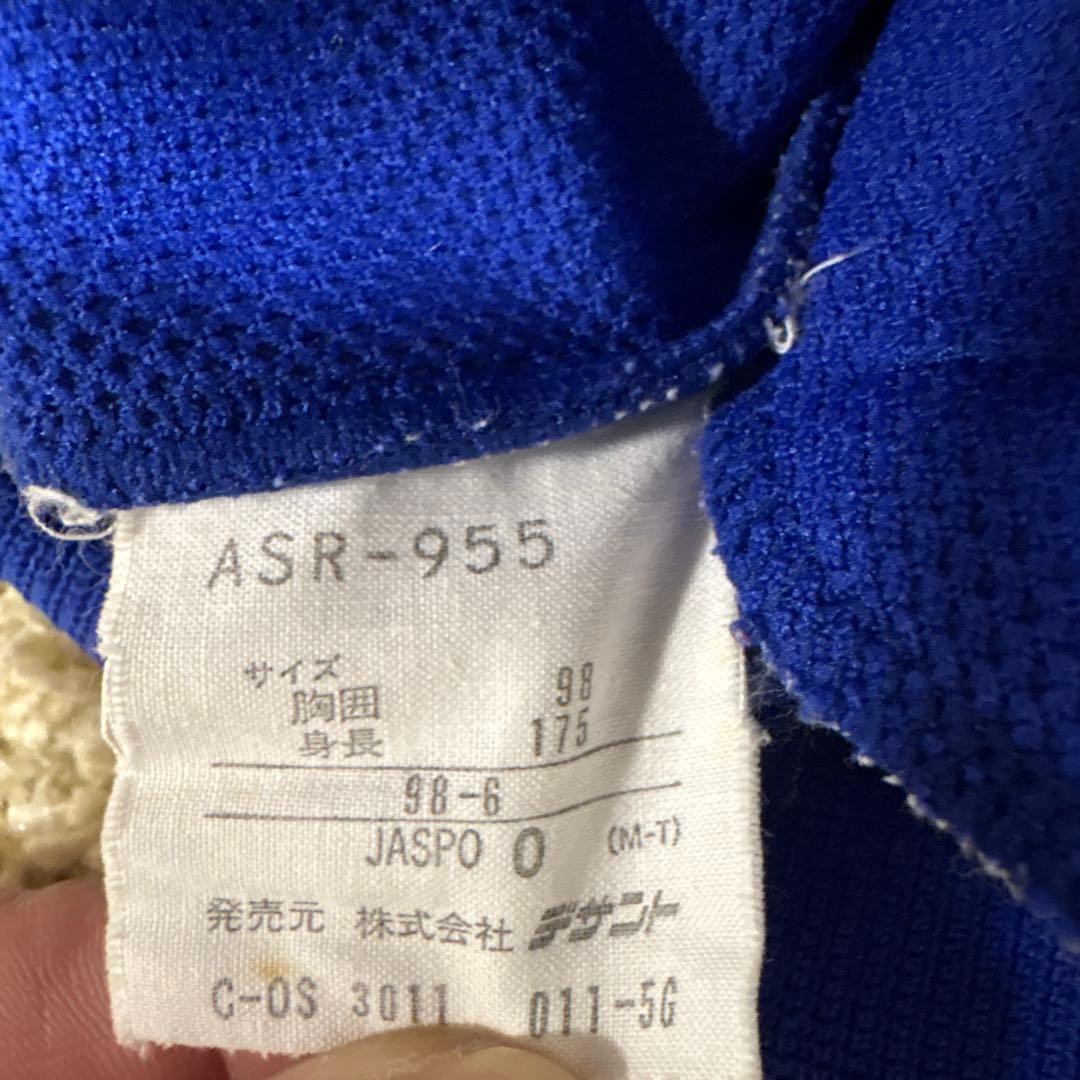 ASR-955
サイズ
胸囲 98
身長 175
98-6
JASPO O (M-T)
発売元 株式会社 デサント
C-OS 3011 011-5G